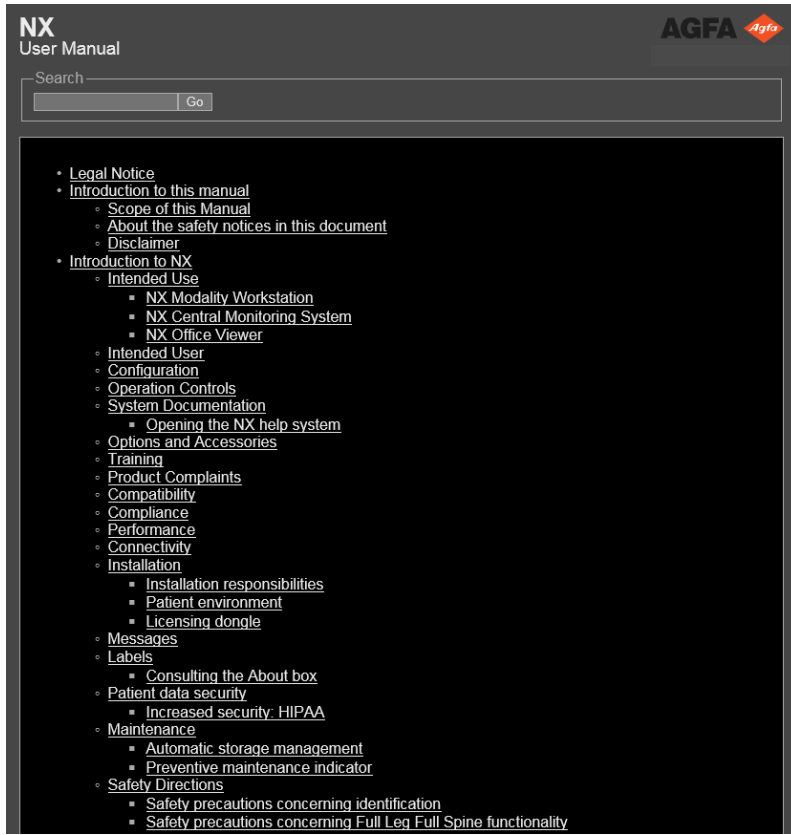 NX
AGFA Agfa
User Manual
Search
Go
• Legal Notice
• Introduction to this manual
◦ Scope of this Manual
◦ About the safety notices in this document
◦ Disclaimer
• Introduction to NX
◦ Intended Use
▪ NX Modality Workstation
▪ NX Central Monitoring System
▪ NX Office Viewer
◦ Intended User
◦ Configuration
◦ Operation Controls
◦ System Documentation
▪ Opening the NX help system
◦ Options and Accessories
◦ Training
◦ Product Complaints
◦ Compatibility
◦ Compliance
◦ Performance
◦ Connectivity
◦ Installation
▪ Installation responsibilities
▪ Patient environment
▪ Licensing dongle
◦ Messages
◦ Labels
▪ Consulting the About box
◦ Patient data security
▪ Increased security: HIPAA
◦ Maintenance
▪ Automatic storage management
▪ Preventive maintenance indicator
◦ Safety Directions
▪ Safety precautions concerning identification
▪ Safety precautions concerning Full Leg Full Spine functionality